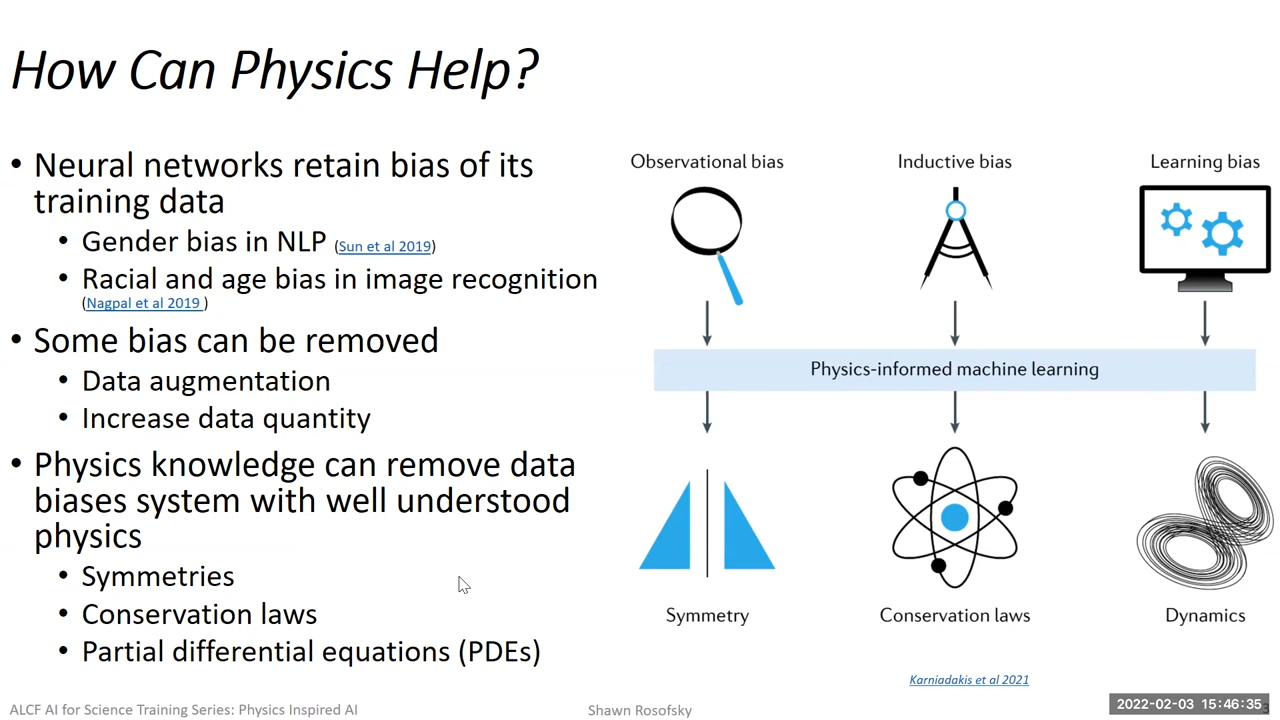 How Can Physics Help?
• Neural networks retain bias of its
training data
• Gender bias in NLP (Sun et al 2019)
• Racial and age bias in image recognition
(Nagpal et al 2019 )
• Some bias can be removed
• Data augmentation
• Increase data quantity
• Physics knowledge can remove data
biases system with well understood
physics
• Symmetries
• Conservation laws
• Partial differential equations (PDEs)
Observational bias
Inductive bias
Learning bias
Physics-informed machine learning
Symmetry
Conservation laws
Dynamics
Karniadakis et al 2021
ALCF AI for Science Training Series: Physics Inspired AI
Shawn Rosofsky
2022-02-03 15:46:35
3